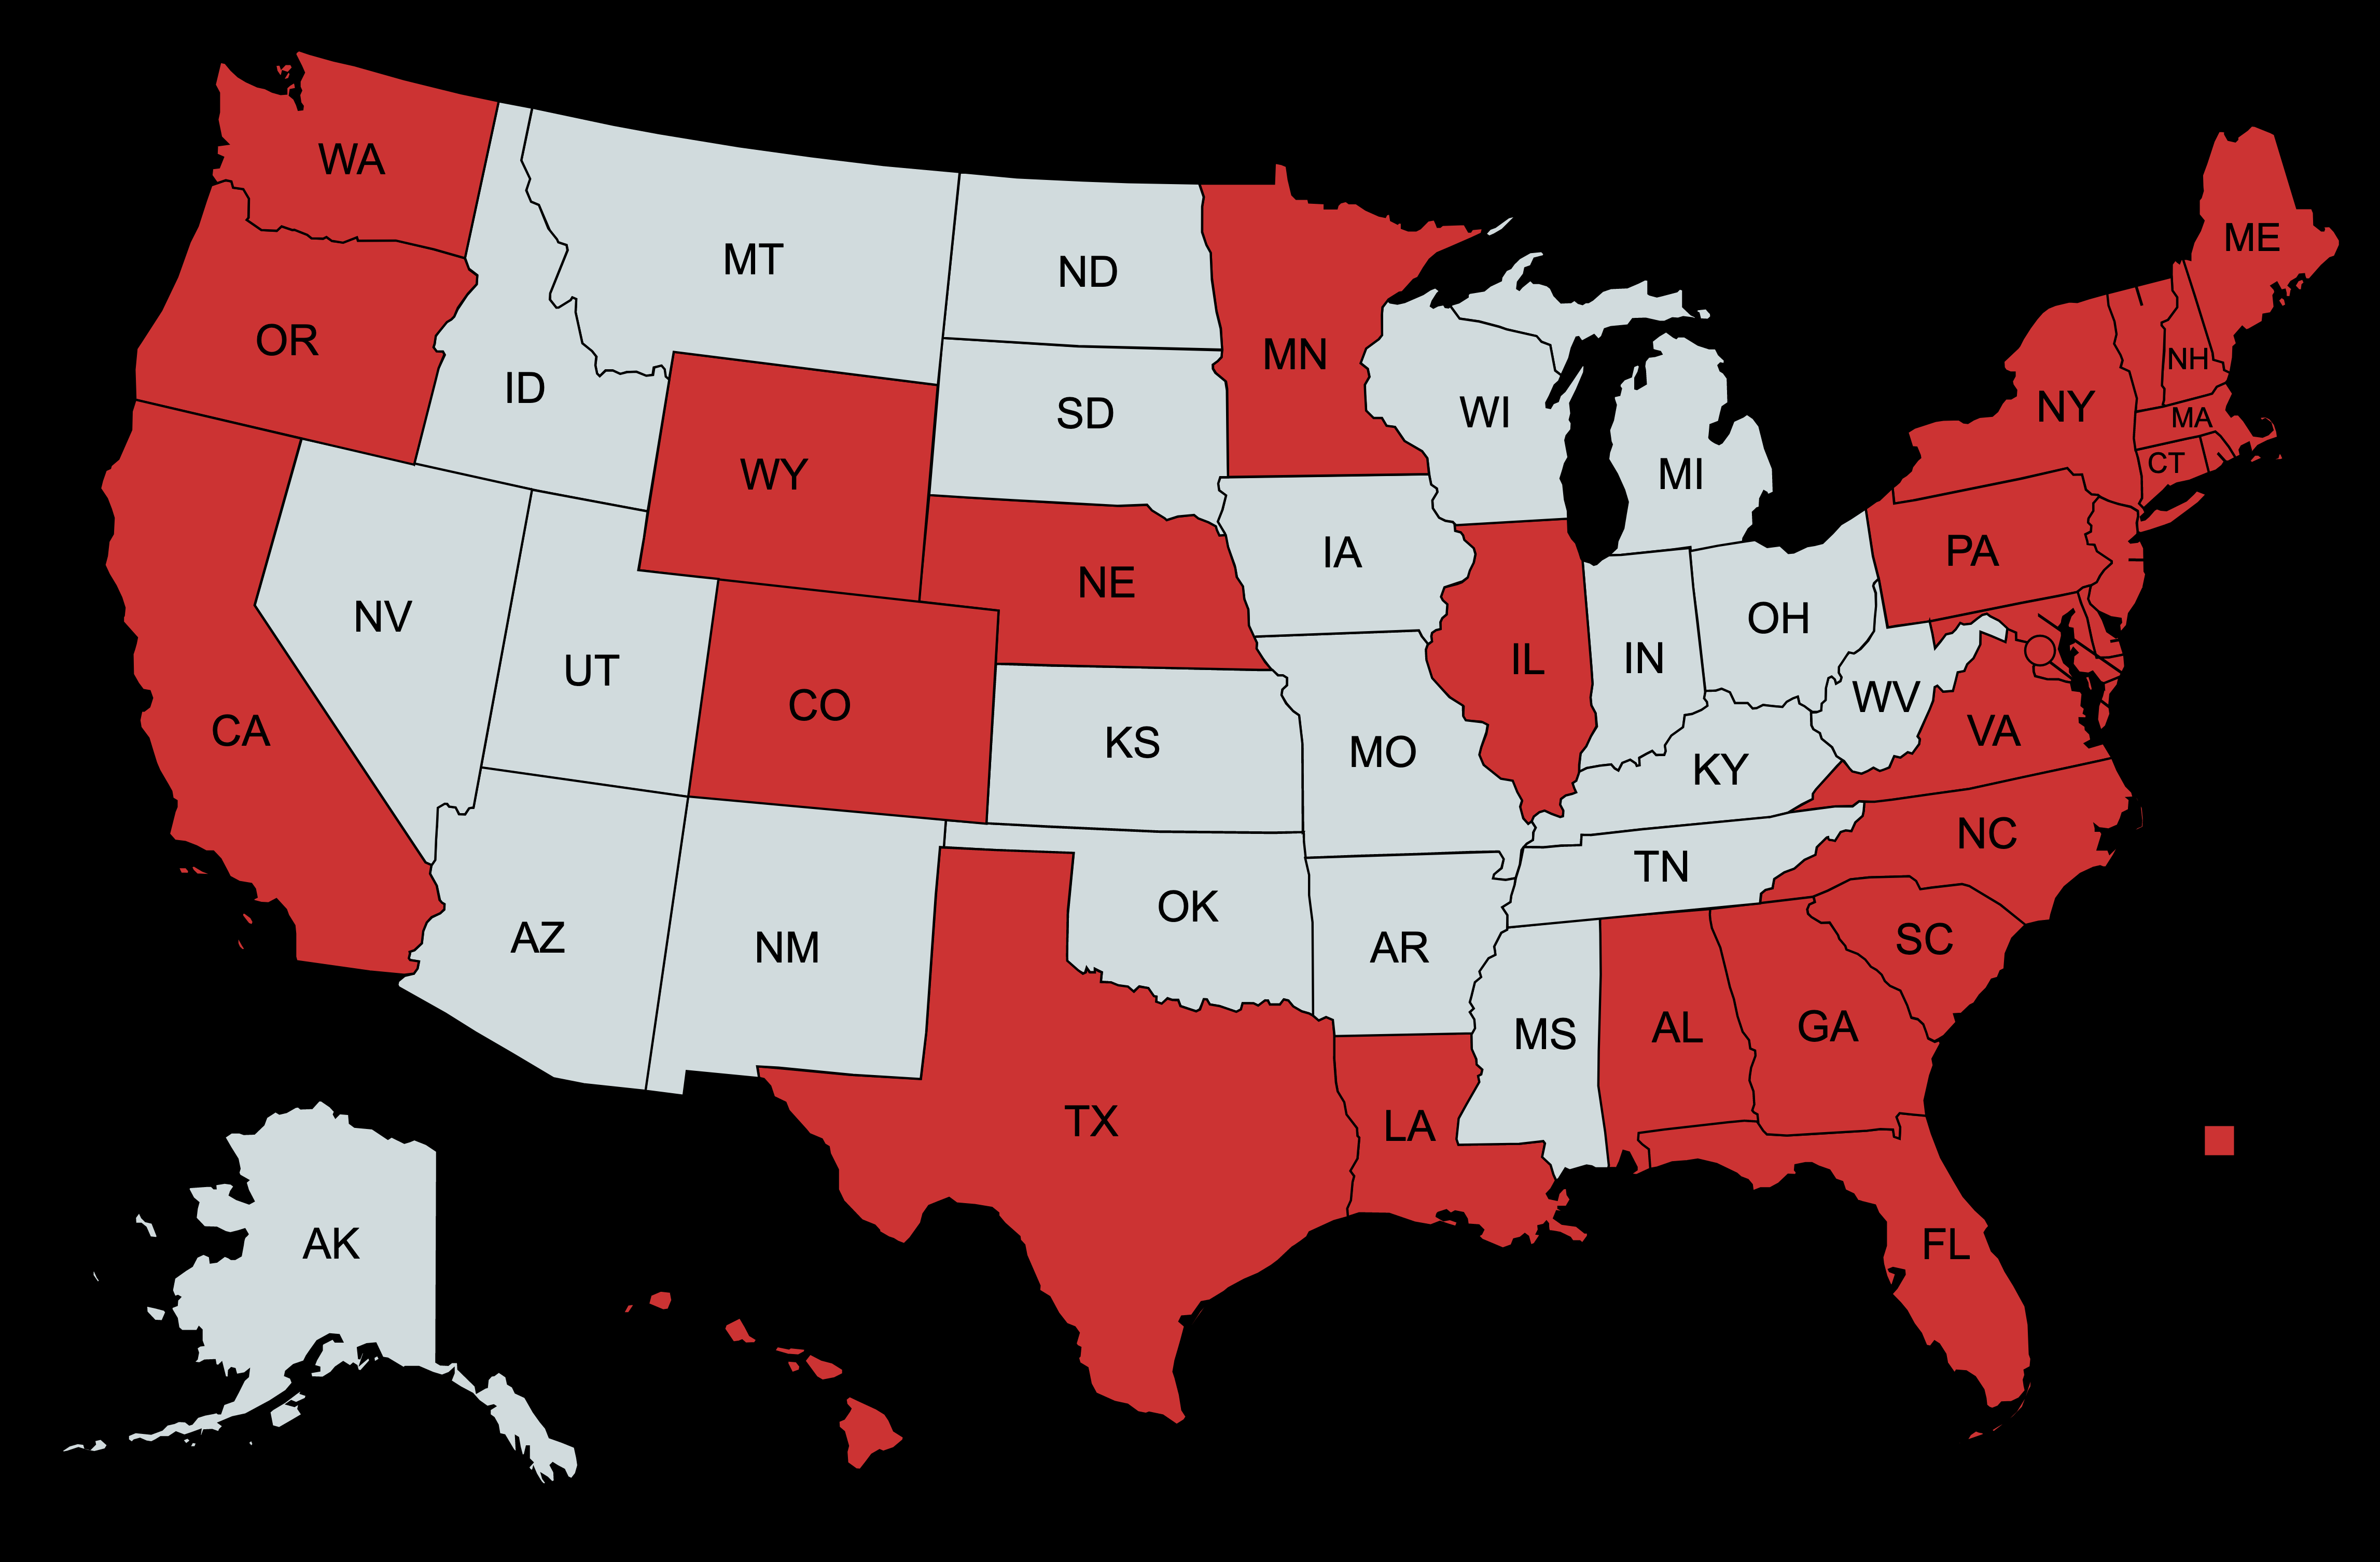 WA
ME
MT
ND
OR
MN
NH
ID
NY
SD
WI
MA
CT
WY
MI
IA
PA
NE
NV
OH
UT
IN
IL
WV
CO
CA
VA
KS
MO
KY
NC
TN
OK
AZ
NM
AR
SC
GA
AL
MS
TX
LA
AK
FL